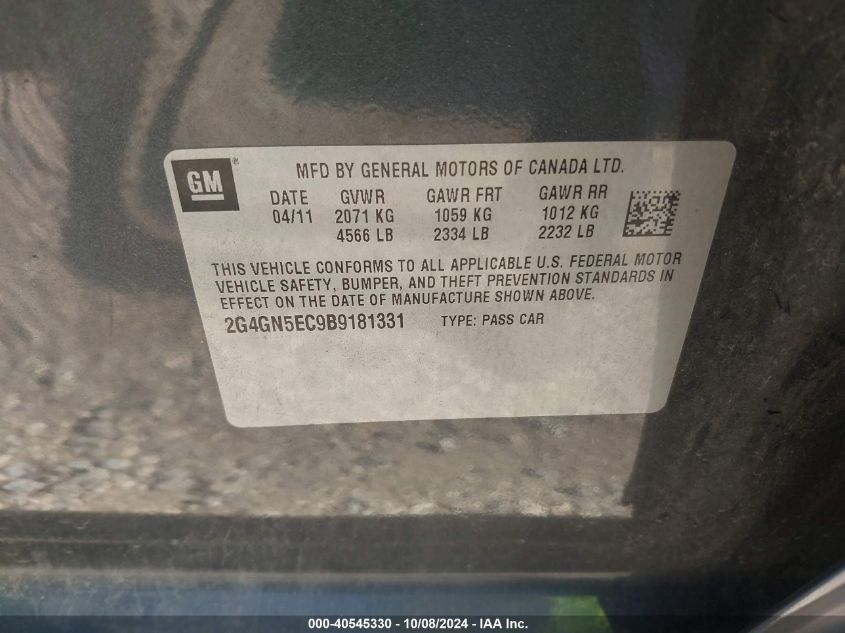 GM ®
MFD BY GENERAL MOTORS OF CANADA LTD.
DATE GVWR GAWR FRT GAWR RR
04/11 2071 KG 1059 KG 1012 KG
4566 LB 2334 LB 2232 LB
THIS VEHICLE CONFORMS TO ALL APPLICABLE U.S. FEDERAL MOTOR
VEHICLE SAFETY, BUMPER, AND THEFT PREVENTION STANDARDS IN
EFFECT ON THE DATE OF MANUFACTURE SHOWN ABOVE.
2G4GN5EC9B9181331 TYPE: PASS CAR
000-40545330 - 10/08/2024 - IAA Inc.